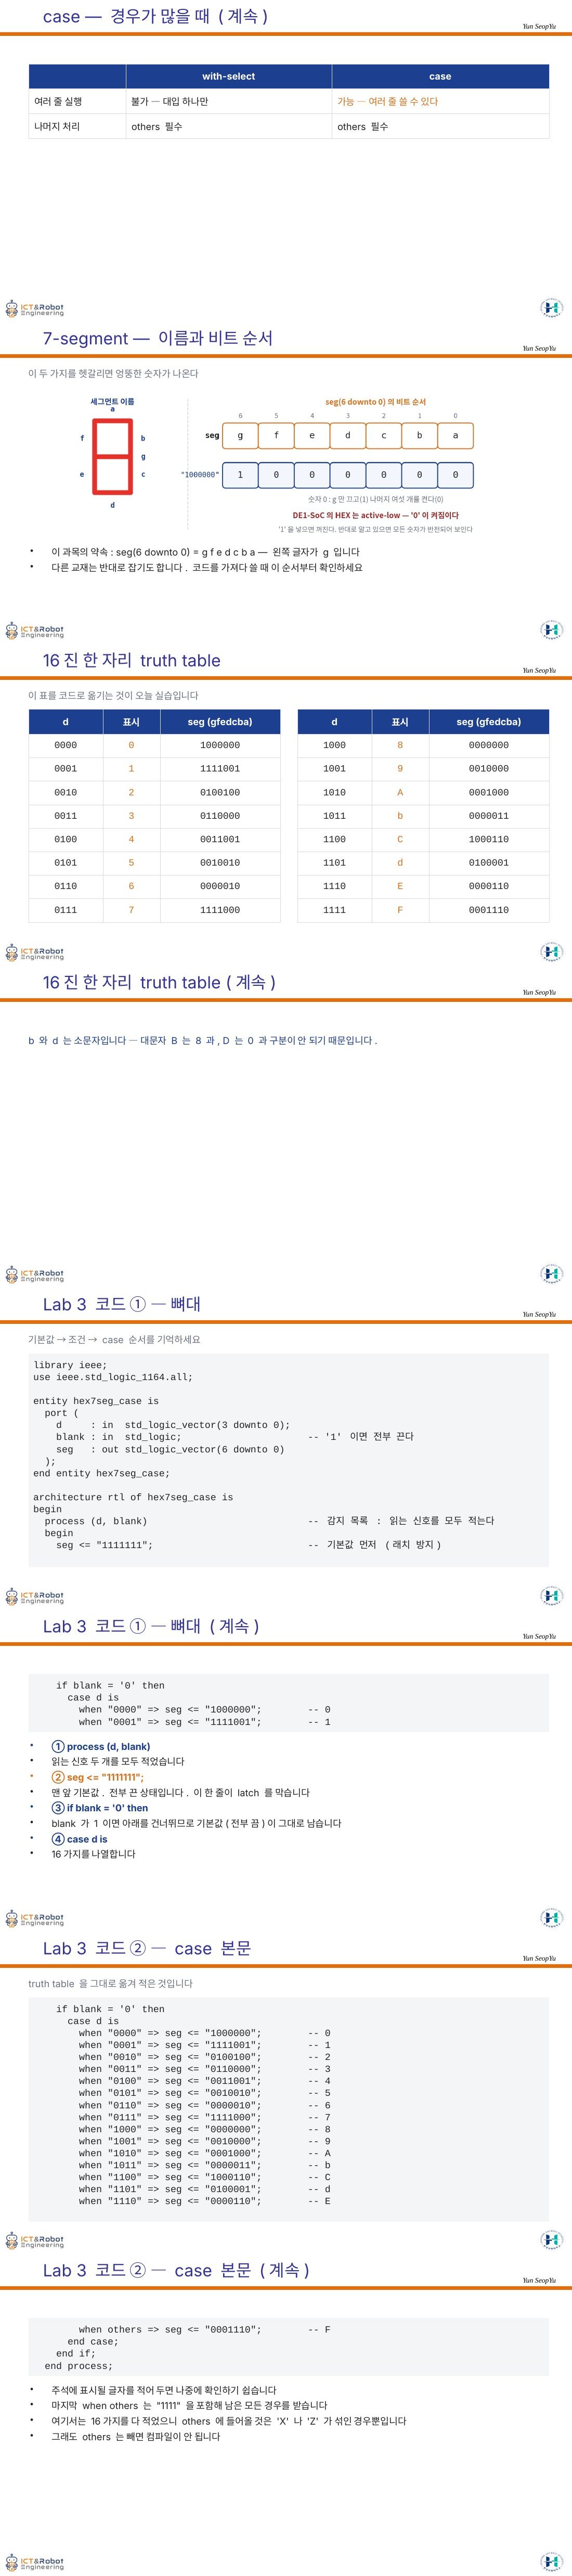 case — 경우가 많을 때 (계속)
Yun SeopYu
with-select case
여러 줄 실행 불가 — 대입 하나만 가능 — 여러 줄 쓸 수 있다
나머지 처리 others 필수 others 필수
ICT&Robot
Engineering
7-segment — 이름과 비트 순서
Yun SeopYu
이 두 가지를 헷갈리면 엉뚱한 숫자가 나온다
세그먼트 이름
a
f b
g
e c
d
seg(6 downto 0)의 비트 순서
6 5 4 3 2 1 0
seg g f e d c b a
"1000000" 1 0 0 0 0 0 0
숫자 0 : g 만 끄고(1) 나머지 여섯 개를 켠다(0)
DE1-SoC 의 HEX 는 active-low — '0' 이 켜짐이다
'1' 을 넣으면 꺼진다. 반대로 알고 있으면 모든 숫자가 반전되어 보인다
• 이 과목의 약속 : seg(6 downto 0) = g f e d c b a — 왼쪽 글자가 g 입니다
• 다른 교재는 반대로 잡기도 합니다 . 코드를 가져다 쓸 때 이 순서부터 확인하세요
ICT&Robot
Engineering
16 진 한 자리 truth table
Yun SeopYu
이 표를 코드로 옮기는 것이 오늘 실습입니다
d 표시 seg (gfedcba) d 표시 seg (gfedcba)
0000 0 1000000 1000 8 0000000
0001 1 1111001 1001 9 0010000
0010 2 0100100 1010 A 0001000
0011 3 0110000 1011 b 0000011
0100 4 0011001 1100 C 1000110
0101 5 0010010 1101 d 0100001
0110 6 0000010 1110 E 0000110
0111 7 1111000 1111 F 0001110
ICT&Robot
Engineering
16 진 한 자리 truth table (계속)
Yun SeopYu
b 와 d 는 소문자입니다 — 대문자 B 는 8 과 , D 는 0 과 구분이 안 되기 때문입니다 .
ICT&Robot
Engineering
Lab 3 코드 ① — 뼈대
Yun SeopYu
기본값 → 조건 → case 순서를 기억하세요
library ieee;
use ieee.std_logic_1164.all;
entity hex7seg_case is
port (
d : in std_logic_vector(3 downto 0);
blank : in std_logic; -- '1' 이면 전부 끈다
seg : out std_logic_vector(6 downto 0)
);
end entity hex7seg_case;
architecture rtl of hex7seg_case is
begin
process (d, blank) -- 감지 목록 : 읽는 신호를 모두 적는다
begin
seg <= "1111111"; -- 기본값 먼저 (래치 방지)
ICT&Robot
Engineering
Lab 3 코드 ① — 뼈대 (계속)
Yun SeopYu
if blank = '0' then
case d is
when "0000" => seg <= "1000000"; -- 0
when "0001" => seg <= "1111001"; -- 1
• ① process (d, blank)
• 읽는 신호 두 개를 모두 적었습니다
• ② seg <= "1111111";
• 맨 앞 기본값 . 전부 끈 상태입니다 . 이 한 줄이 latch 를 막습니다
• ③ if blank = '0' then
• blank 가 1 이면 아래를 건너뛰므로 기본값 (전부 끔) 이 그대로 남습니다
• ④ case d is
• 16 가지를 나열합니다
ICT&Robot
Engineering
Lab 3 코드 ② — case 본문
Yun SeopYu
truth table 을 그대로 옮겨 적은 것입니다
if blank = '0' then
case d is
when "0000" => seg <= "1000000"; -- 0
when "0001" => seg <= "1111001"; -- 1
when "0010" => seg <= "0100100"; -- 2
when "0011" => seg <= "0110000"; -- 3
when "0100" => seg <= "0011001"; -- 4
when "0101" => seg <= "0010010"; -- 5
when "0110" => seg <= "0000010"; -- 6
when "0111" => seg <= "1111000"; -- 7
when "1000" => seg <= "0000000"; -- 8
when "1001" => seg <= "0010000"; -- 9
when "1010" => seg <= "0001000"; -- A
when "1011" => seg <= "0000011"; -- b
when "1100" => seg <= "1000110"; -- C
when "1101" => seg <= "0100001"; -- d
when "1110" => seg <= "0000110"; -- E
ICT&Robot
Engineering
Lab 3 코드 ② — case 본문 (계속)
Yun SeopYu
when others => seg <= "0001110"; -- F
end case;
end if;
end process;
• 주석에 표시될 글자를 적어 두면 나중에 확인하기 쉽습니다
• 마지막 when others 는 "1111" 을 포함해 남은 모든 경우를 받습니다
• 여기서는 16 가지를 다 적었으니 others 에 들어올 것은 'X' 나 'Z' 가 섞인 경우뿐입니다
• 그래도 others 는 빼면 컴파일이 안 됩니다
ICT&Robot
Engineering